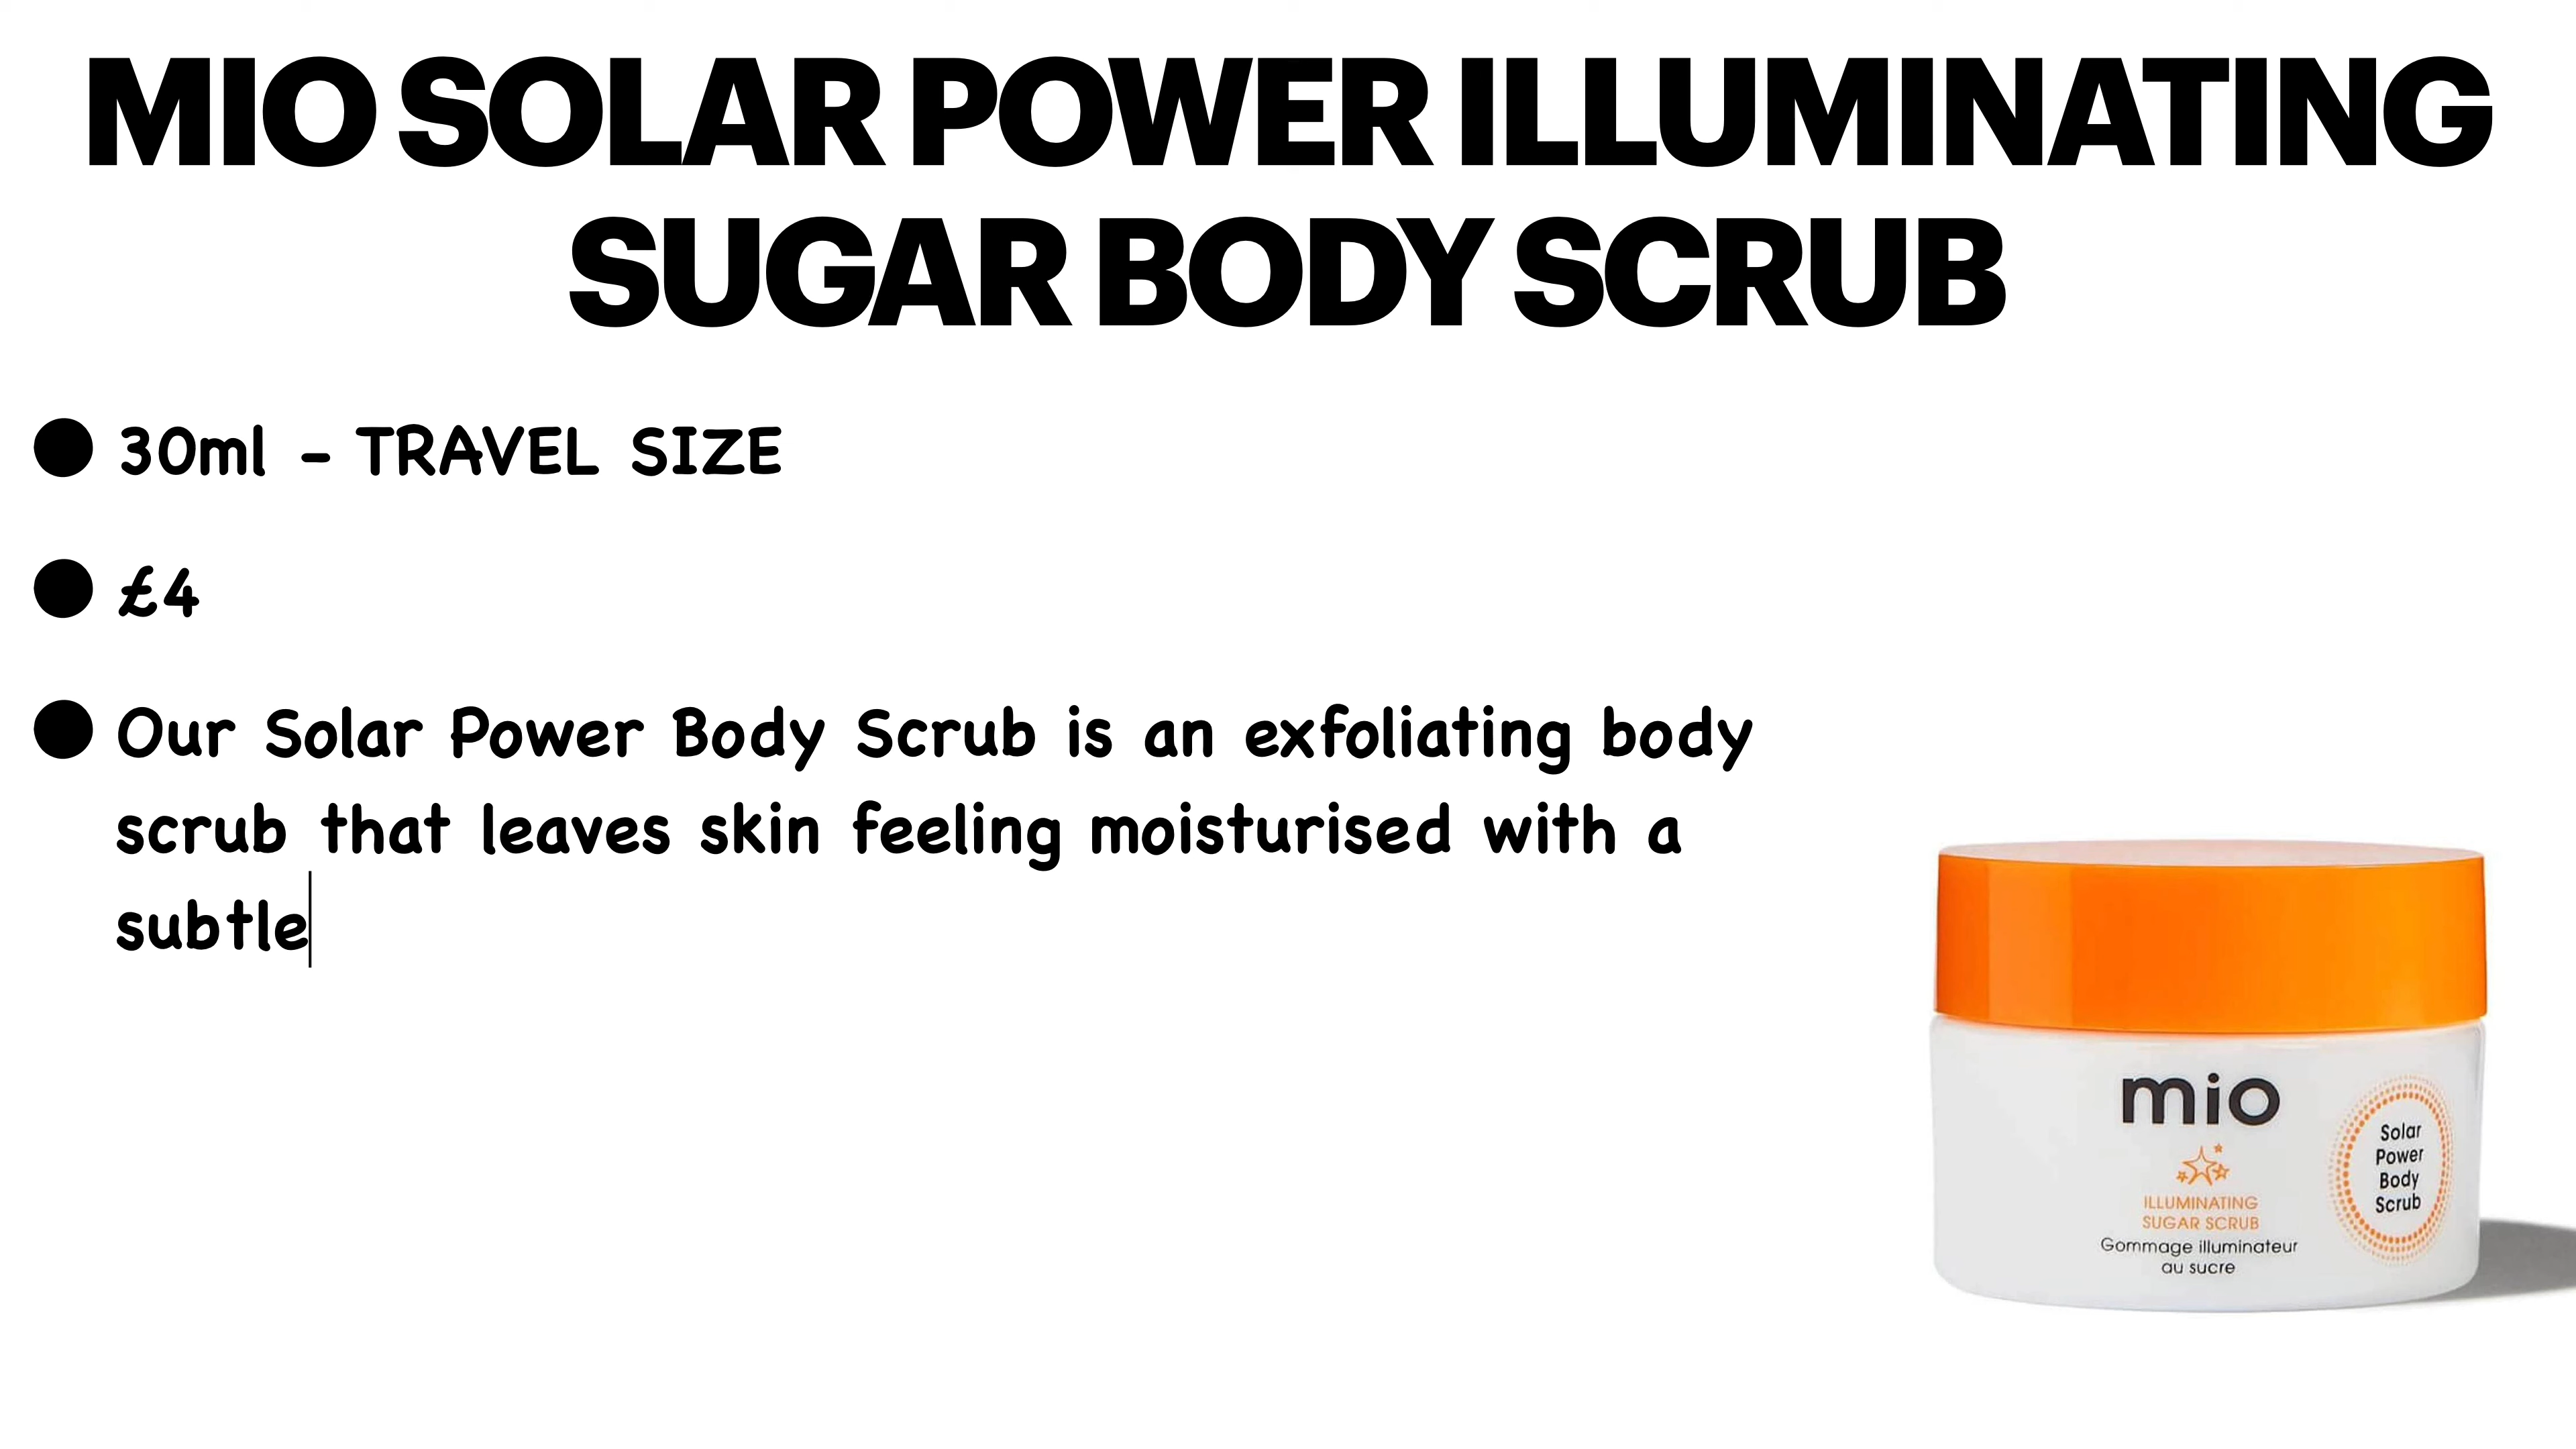 MIO SOLAR POWER ILLUMINATING
SUGAR BODY SCRUB
30ml - TRAVEL SIZE
£4
Our Solar Power Body Scrub is an exfoliating body
scrub that leaves skin feeling moisturised with a
subtle
mio
ILLUMINATING
SUGAR SCRUB
Gommage illuminateur
au sucre
Solar
Power
Body
Scrub